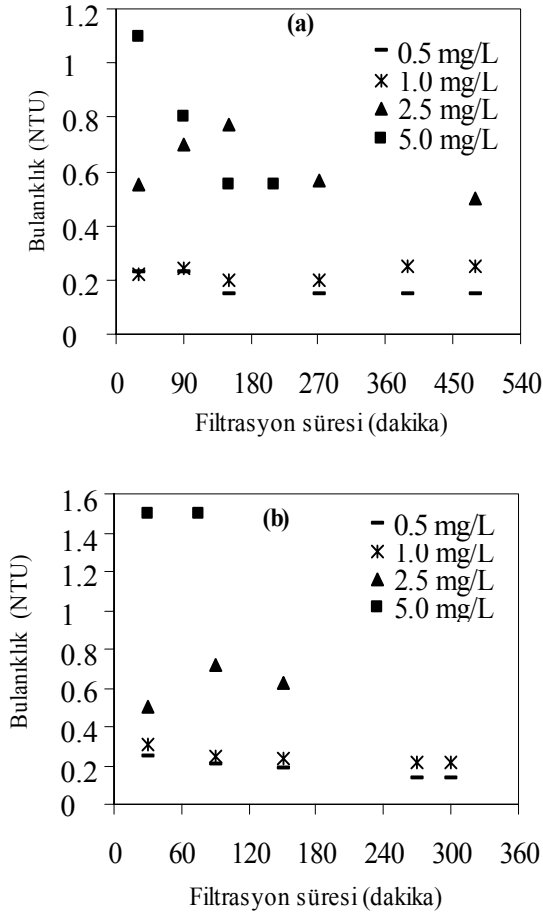 (a)
0.5 mg/L
1.0 mg/L
2.5 mg/L
5.0 mg/L
Bulanıklık (NTU)
1.2
1
0.8
0.6
0.4
0.2
0
0 90 180 270 360 450 540
Filtrasyon süresi (dakika)
(b)
0.5 mg/L
1.0 mg/L
2.5 mg/L
5.0 mg/L
Bulanıklık (NTU)
1.6
1.4
1.2
1
0.8
0.6
0.4
0.2
0
0 60 120 180 240 300 360
Filtrasyon süresi (dakika)